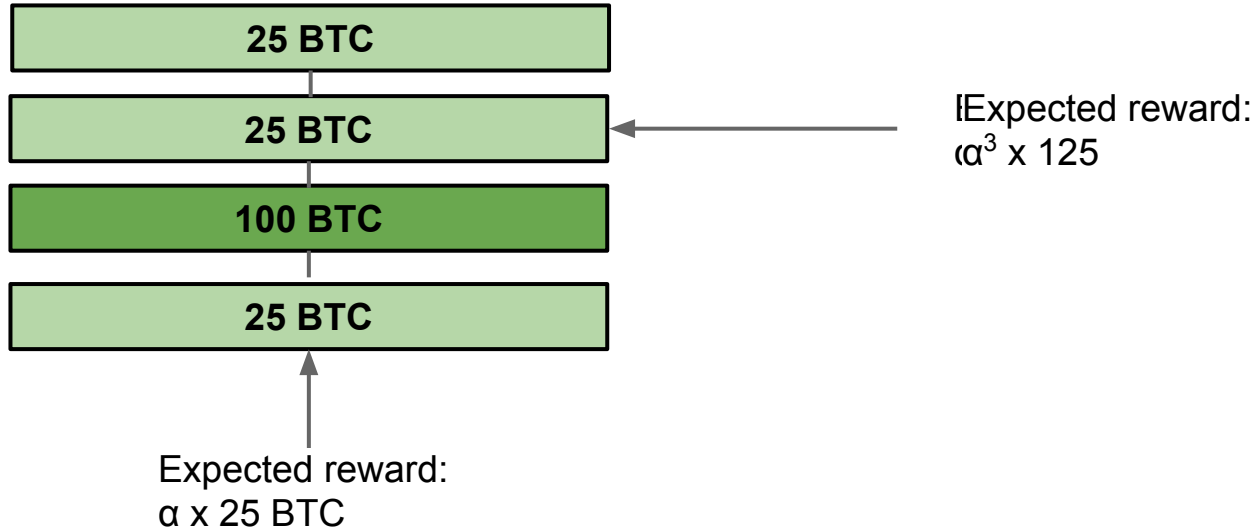 25 BTC
25 BTC
Expected reward:
α³ x 125
100 BTC
25 BTC
Expected reward:
α x 25 BTC